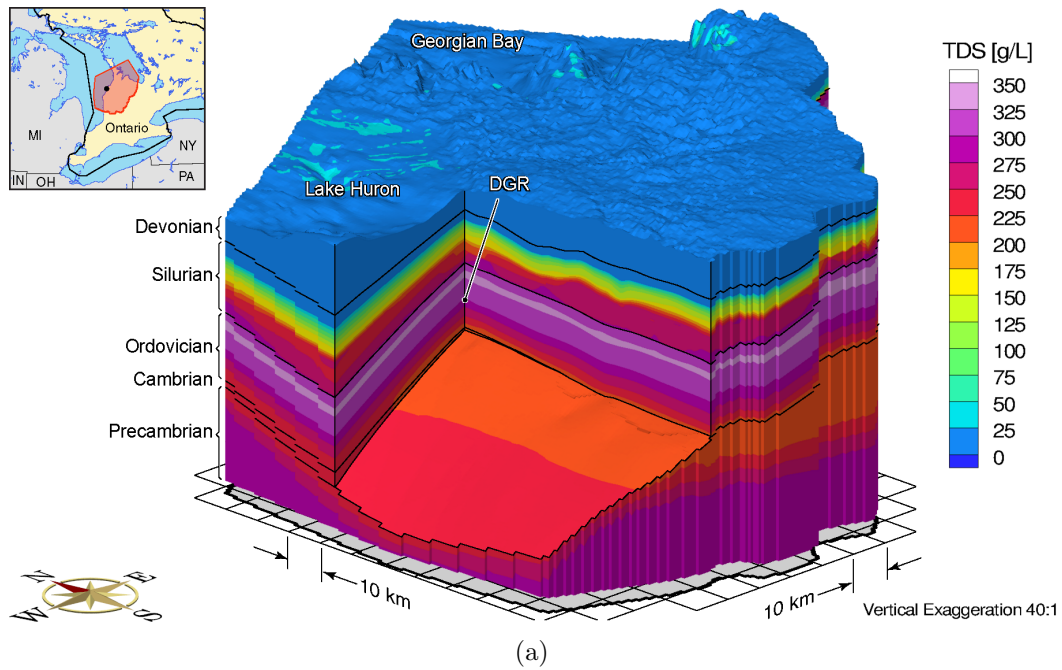 MI
Ontario
NY
PA
IN
OH
Georgian Bay
Lake Huron
DGR
TDS [g/L]
350
325
300
275
250
225
200
175
150
125
100
75
50
25
0
Devonian
Silurian
Ordovician
Cambrian
Precambrian
10 km
10 km
N
E
W
S
Vertical Exaggeration 40:1
(a)